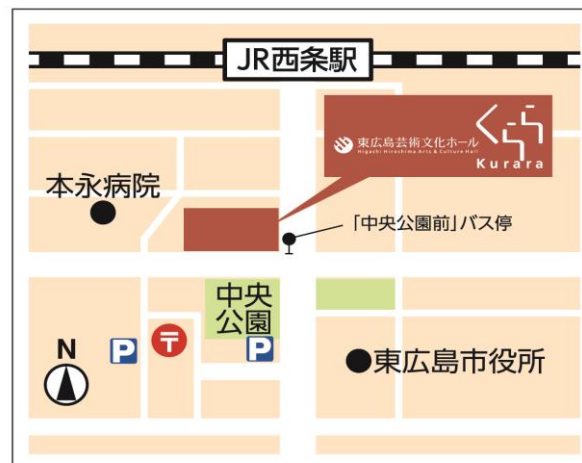 JR西条駅
東広島芸術文化ホール
Higashi Hiroshima Arts & Culture Hall
くらら
Kurara
本永病院
「中央公園前」バス停
中央
公園
N
P
〒
P
東広島市役所